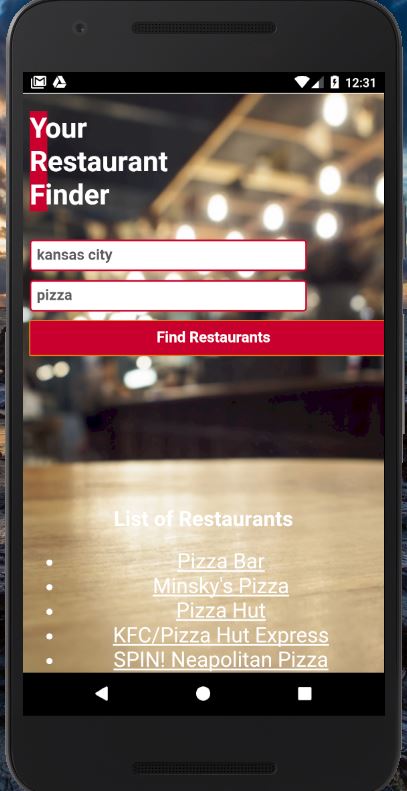 12:31
Your
Restaurant
Finder
kansas city
pizza
Find Restaurants
List of Restaurants
Pizza Bar
Minsky's Pizza
Pizza Hut
KFC/Pizza Hut Express
SPIN! Neapolitan Pizza